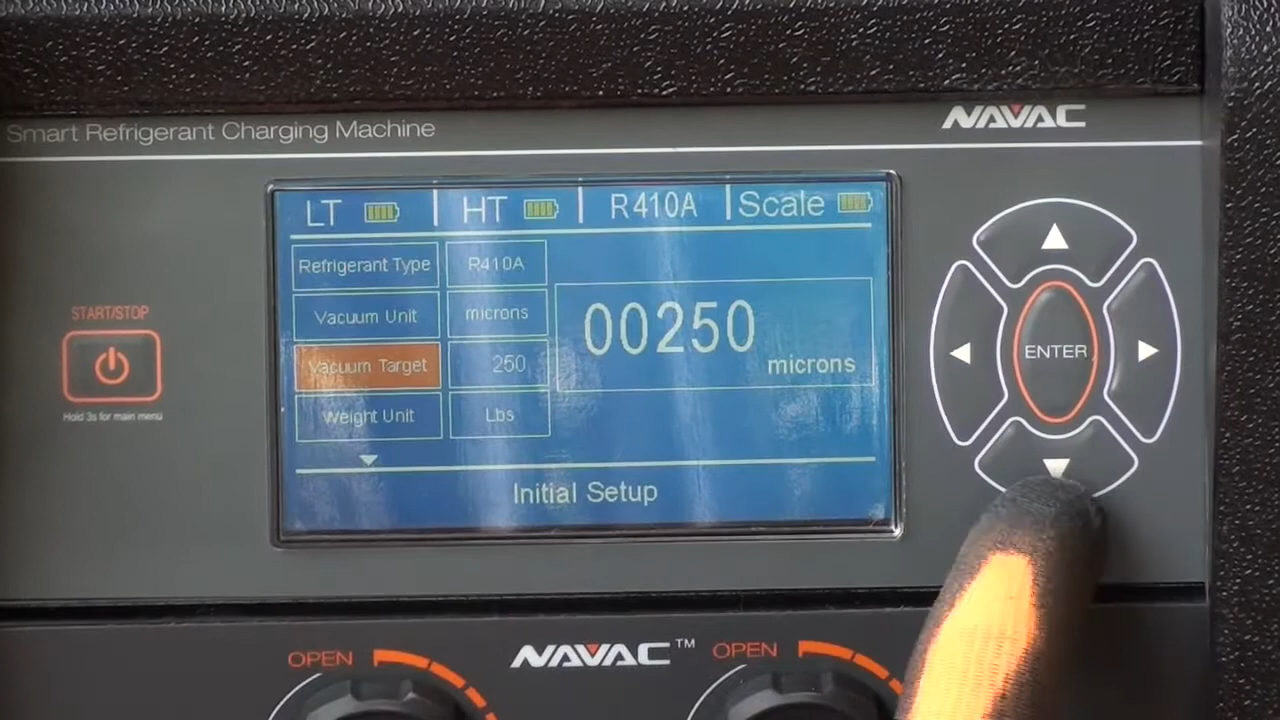 Smart Refrigerant Charging Machine
NAVAC
LT HT R410A Scale
Refrigerant Type R410A
Vacuum Unit microns
Vacuum Target 250
Weight Unit Lbs
00250
microns
Initial Setup
START/STOP
Hold 3s for main menu
ENTER
OPEN NAVAC™ OPEN